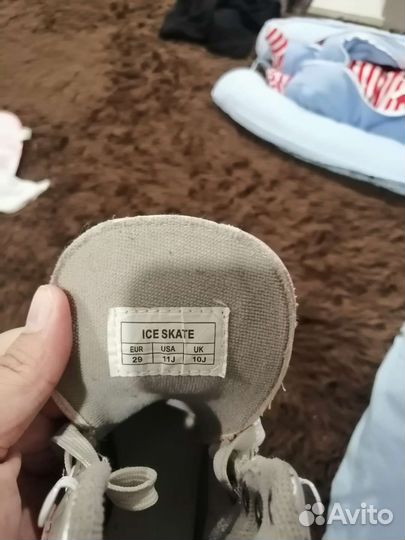 ICE SKATE
EUR USA UK
29 11J 10J
Avito